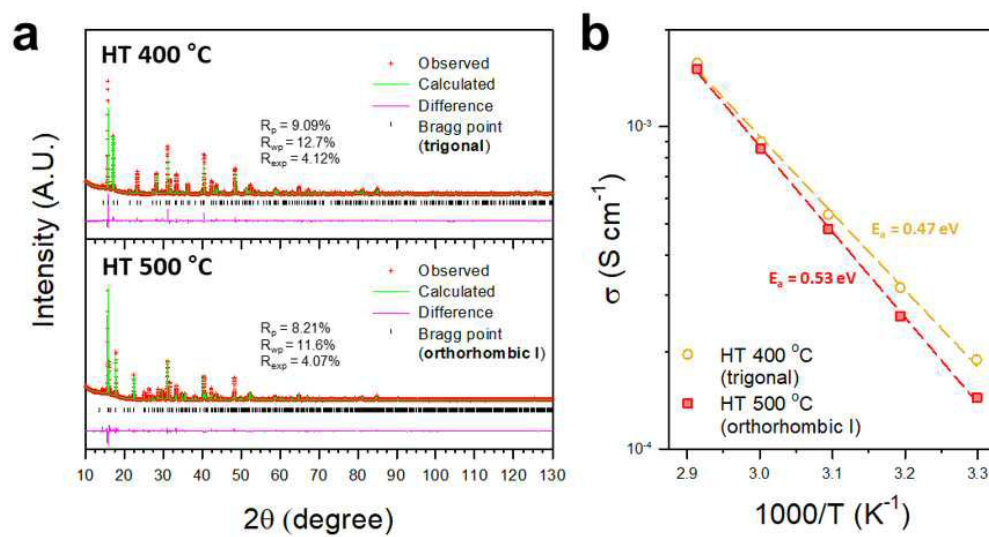 a
HT 400 °C
Observed
Calculated
Difference
Bragg point
(trigonal)
Rp = 9.09%
Rwp = 12.7%
Rexp = 4.12%
HT 500 °C
Observed
Calculated
Difference
Bragg point
(orthorhombic I)
Rp = 8.21%
Rwp = 11.6%
Rexp = 4.07%
Intensity (A.U.)
10 20 30 40 50 60 70 80 90 100 110 120 130
2θ (degree)
b
10-3
10-4
σ (S cm-1)
Ea = 0.47 eV
Ea = 0.53 eV
HT 400 °C
(trigonal)
HT 500 °C
(orthorhombic I)
2.9 3.0 3.1 3.2 3.3
1000/T (K-1)